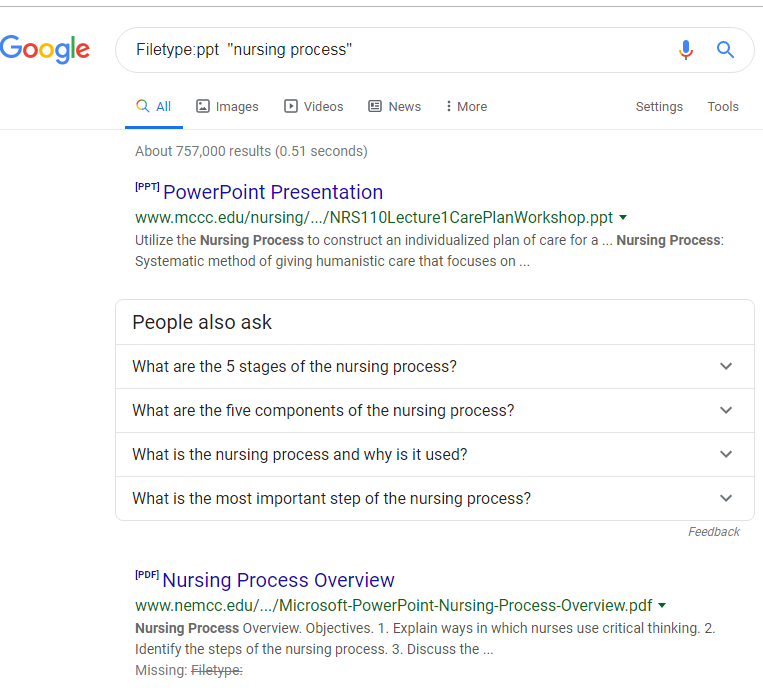 Google
Filetype:ppt "nursing process"
All Images Videos News More Settings Tools
About 757,000 results (0.51 seconds)
[PPT] PowerPoint Presentation
www.mccc.edu/nursing/.../NRS110Lecture1CarePlanWorkshop.ppt
Utilize the Nursing Process to construct an individualized plan of care for a ... Nursing Process:
Systematic method of giving humanistic care that focuses on ...
People also ask
What are the 5 stages of the nursing process?
What are the five components of the nursing process?
What is the nursing process and why is it used?
What is the most important step of the nursing process?
Feedback
[PDF] Nursing Process Overview
www.nemcc.edu/.../Microsoft-PowerPoint-Nursing-Process-Overview.pdf
Nursing Process Overview. Objectives. 1. Explain ways in which nurses use critical thinking. 2.
Identify the steps of the nursing process. 3. Discuss the ...
Missing: Filetype: